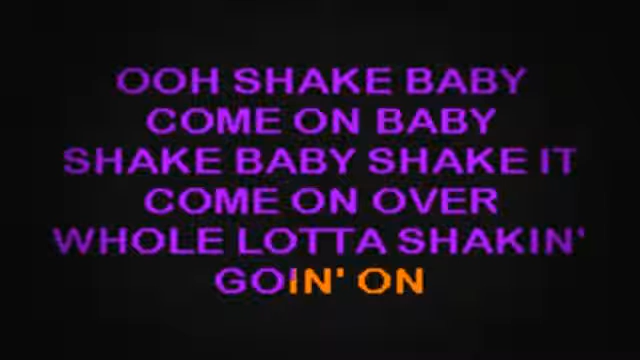 OOH SHAKE BABY
COME ON BABY
SHAKE BABY SHAKE IT
COME ON OVER
WHOLE LOTTA SHAKIN'
GOIN' ON